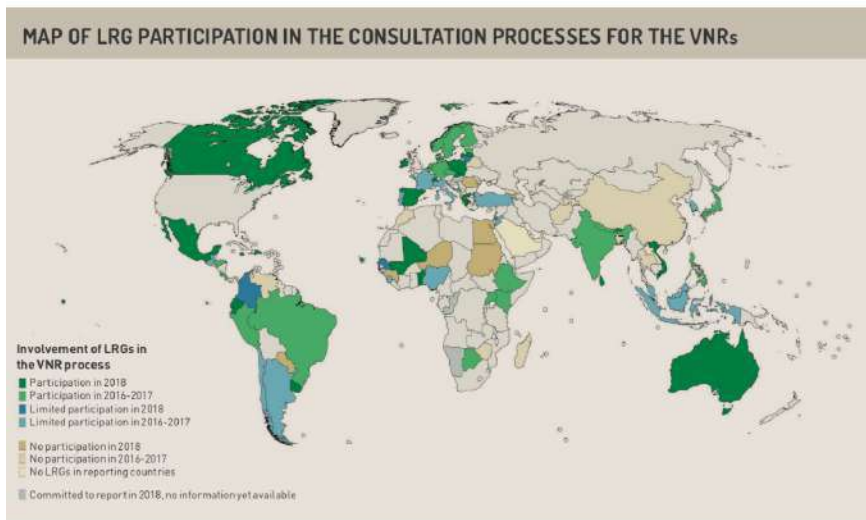 MAP OF LRG PARTICIPATION IN THE CONSULTATION PROCESSES FOR THE VNRs
Involvement of LRGs in
the VNR process
Participation in 2018
Participation in 2016-2017
Limited participation in 2018
Limited participation in 2016-2017
No participation in 2018
No participation in 2016-2017
No LRGs in reporting countries
Committed to report in 2018, no information yet available